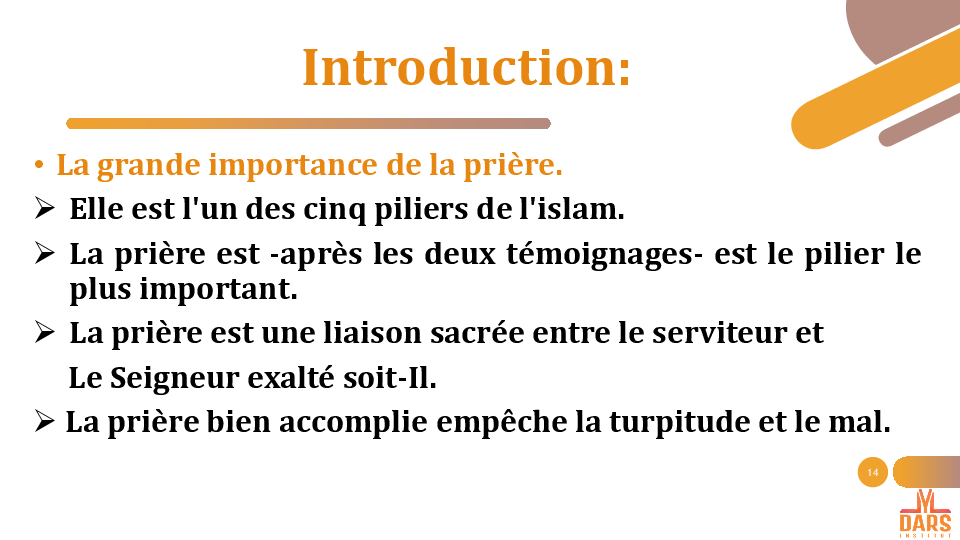 Introduction:
• La grande importance de la prière.
➢ Elle est l'un des cinq piliers de l'islam.
➢ La prière est -après les deux témoignages- est le pilier le
plus important.
➢ La prière est une liaison sacrée entre le serviteur et
Le Seigneur exalté soit-Il.
➢ La prière bien accomplie empêche la turpitude et le mal.
14
DARS
INSTITUT